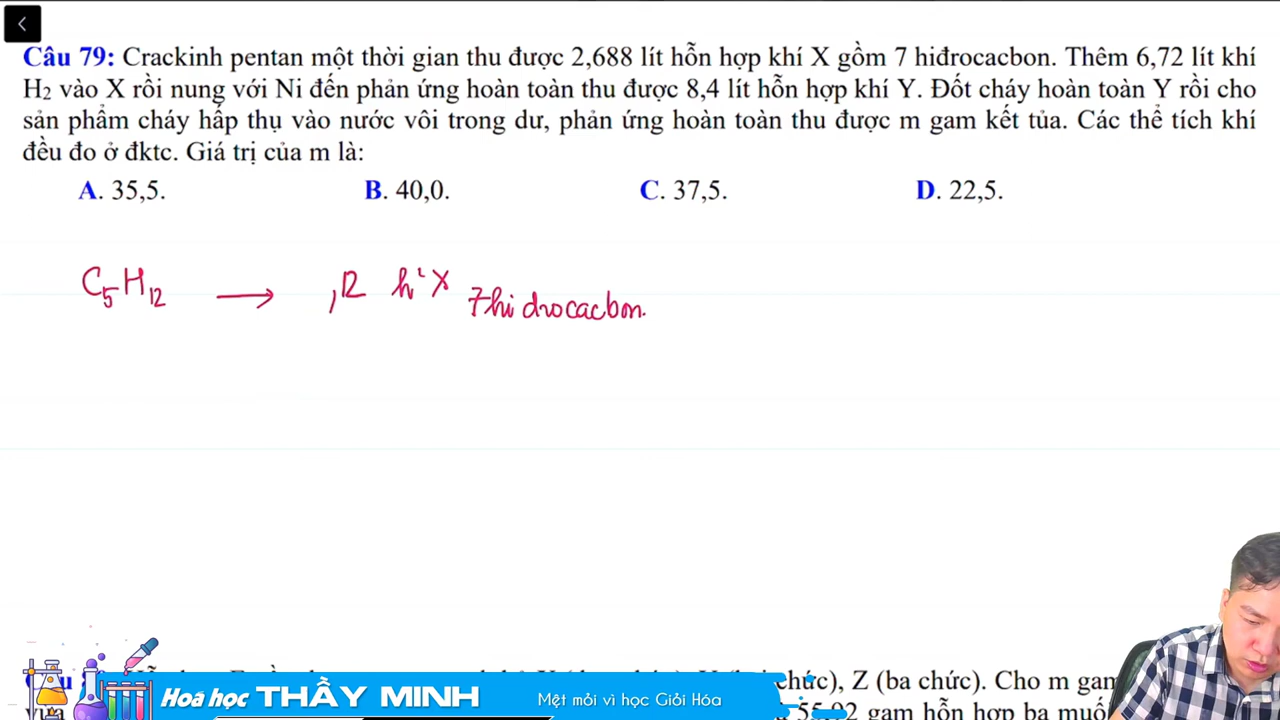 Câu 79: Crackinh pentan một thời gian thu được 2,688 lít hỗn hợp khí X gồm 7 hiđrocacbon. Thêm 6,72 lít khí
H₂ vào X rồi nung với Ni đến phản ứng hoàn toàn thu được 8,4 lít hỗn hợp khí Y. Đốt cháy hoàn toàn Y rồi cho
sản phẩm cháy hấp thụ vào nước vôi trong dư, phản ứng hoàn toàn thu được m gam kết tủa. Các thể tích khí
đều đo ở đktc. Giá trị của m là:
A. 35,5. B. 40,0. C. 37,5. D. 22,5.
C₅H₁₂ → ,12 h² X 7 hidrocacbon.
chức), Z (ba chức). Cho m gam
Hoá học THẦY MINH Mệt mỏi vì học Giỏi Hóa
55,02 gam hỗn hợp ba muối